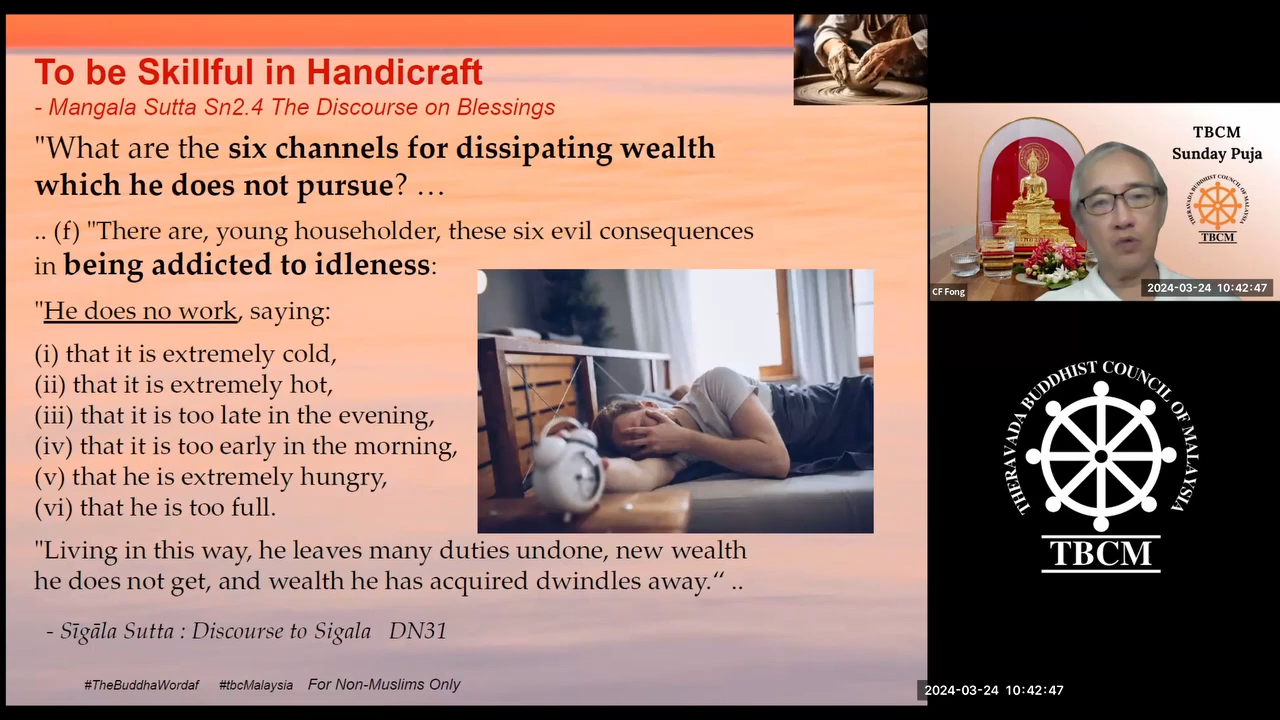 To be Skillful in Handicraft
- Mangala Sutta Sn2.4 The Discourse on Blessings
"What are the six channels for dissipating wealth
which he does not pursue? …
.. (f) "There are, young householder, these six evil consequences
in being addicted to idleness:
"He does no work, saying:
(i) that it is extremely cold,
(ii) that it is extremely hot,
(iii) that it is too late in the evening,
(iv) that it is too early in the morning,
(v) that he is extremely hungry,
(vi) that he is too full.
"Living in this way, he leaves many duties undone, new wealth
he does not get, and wealth he has acquired dwindles away.“ ..
- Sīgāla Sutta : Discourse to Sigala DN31
#TheBuddhaWordaf #tbcMalaysia For Non-Muslims Only
TBCM
Sunday Puja
THERAVADA BUDDHIST COUNCIL OF MALAYSIA
TBCM
CF Fong
2024-03-24 10:42:47
THERAVADA BUDDHIST COUNCIL OF MALAYSIA
TBCM
2024-03-24 10:42:47